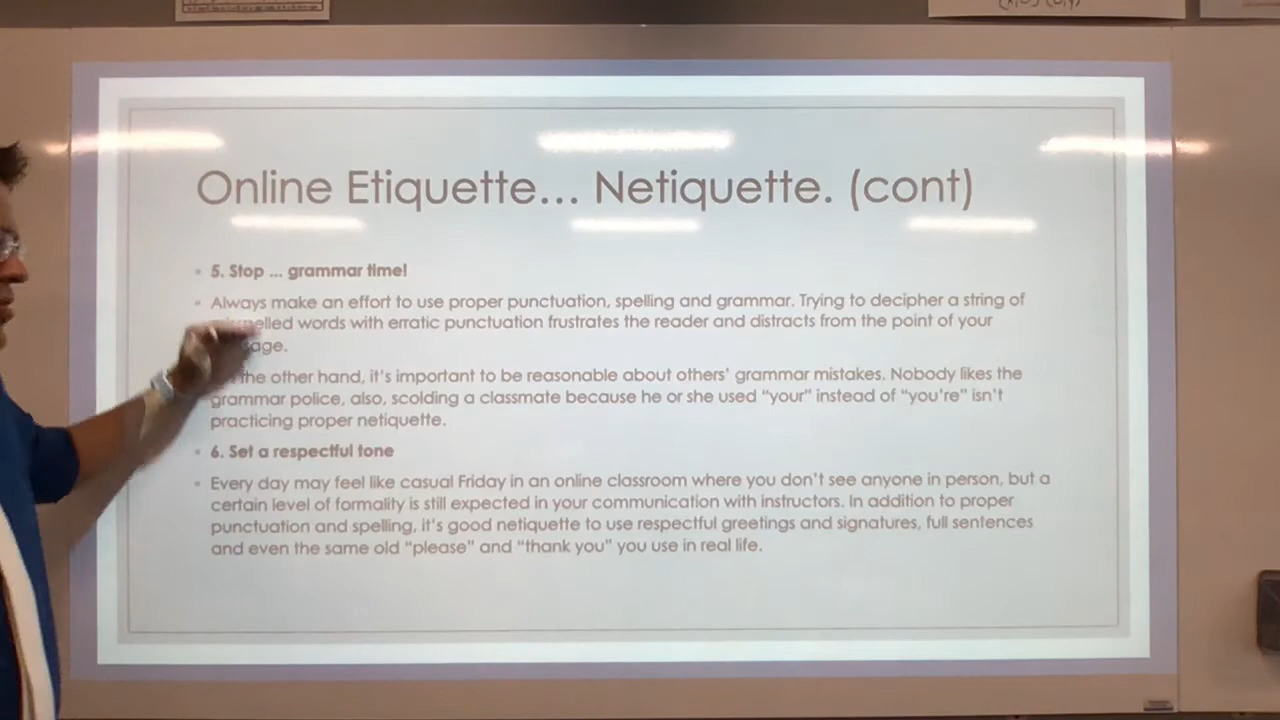 Online Etiquette... Netiquette. (cont)
5. Stop ... grammar time!
Always make an effort to use proper punctuation, spelling and grammar. Trying to decipher a string of
words with erratic punctuation frustrates the reader and distracts from the point of your
the other hand, it's important to be reasonable about others' grammar mistakes. Nobody likes the
grammar police, also, scolding a classmate because he or she used "your" instead of "you're" isn't
practicing proper netiquette.
6. Set a respectful tone
Every day may feel like casual Friday in an online classroom where you don't see anyone in person, but a
certain level of formality is still expected in your communication with instructors. In addition to proper
punctuation and spelling, it's good netiquette to use respectful greetings and signatures, full sentences
and even the same old "please" and "thank you" you use in real life.